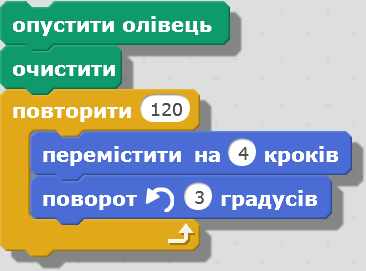 опустити олівець
очистити
повторити 120
перемістити на 4 кроків
поворот 3 градусів